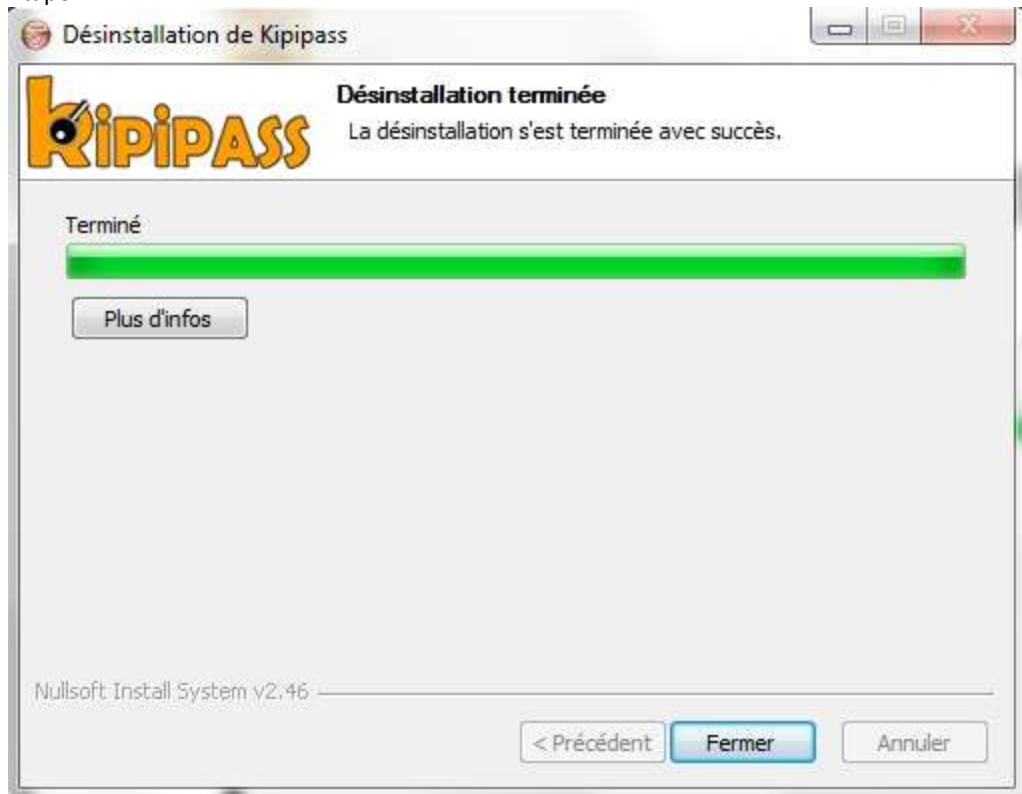 Désinstallation de Kipipass
kipipass
Désinstallation terminée
La désinstallation s'est terminée avec succès.
Terminé
Plus d'infos
Nullsoft Install System v2.46
< Précédent
Fermer
Annuler